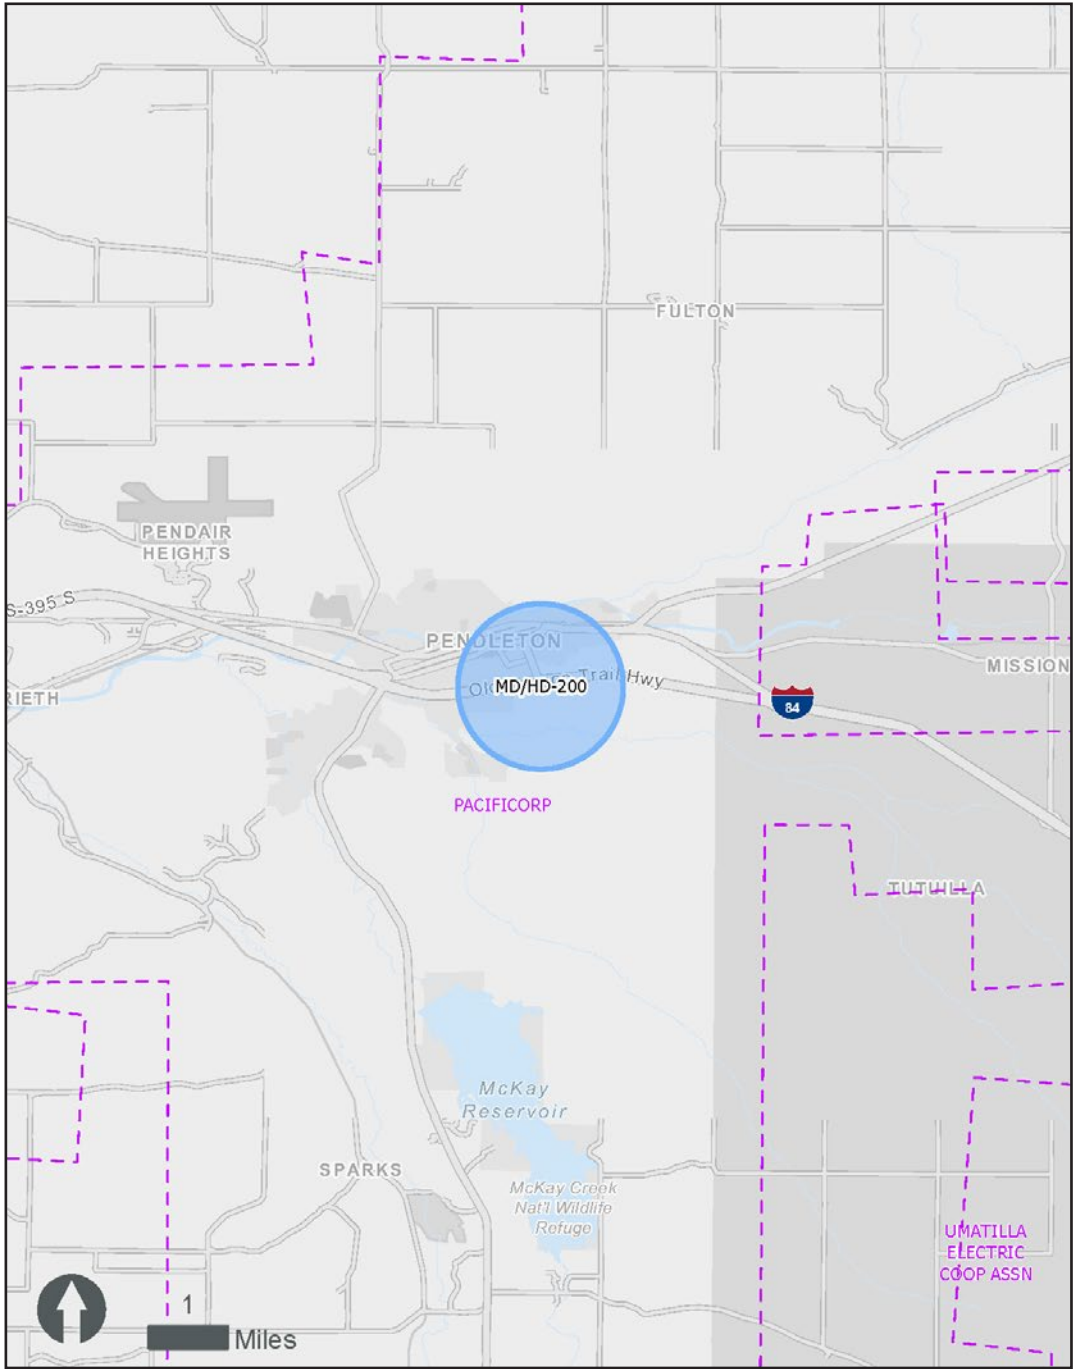 FULTON
PENDAIR
HEIGHTS
S-395 S
PENDLETON
RIETH
MISSION
Trail Hwy
MD/HD-200
84
PACIFICORP
TUTUILLA
McKay
Reservoir
SPARKS
McKay Creek
Nat'l Wildlife
Refuge
UMATILLA
ELECTRIC
COOP ASSN
1
Miles